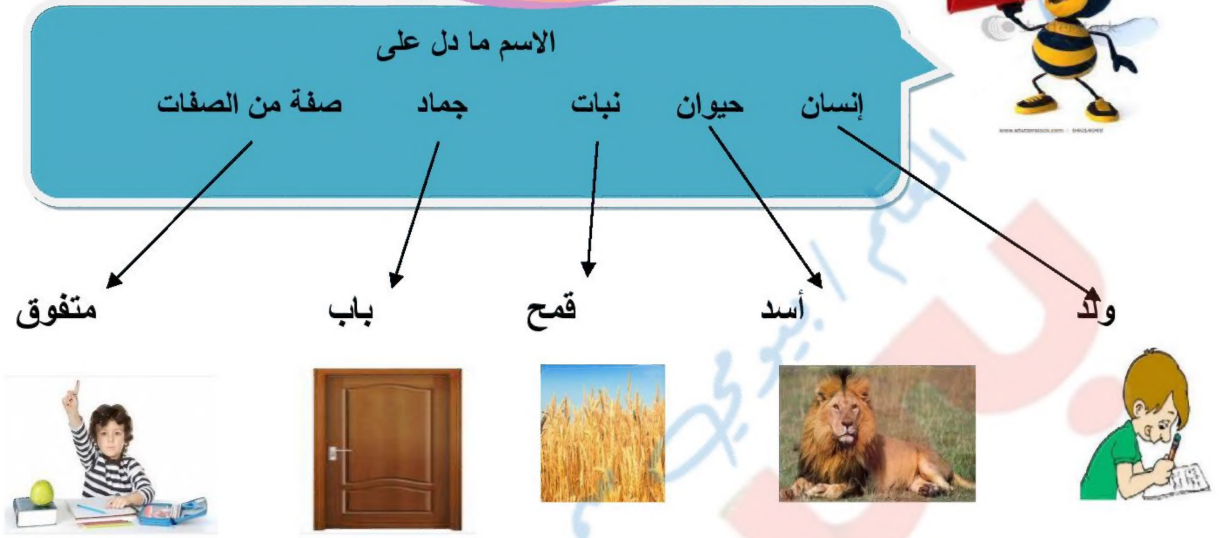 الاسم ما دل على
إنسان حيوان نبات جماد صفة من الصفات
ولد أسد قمح باب متفوق